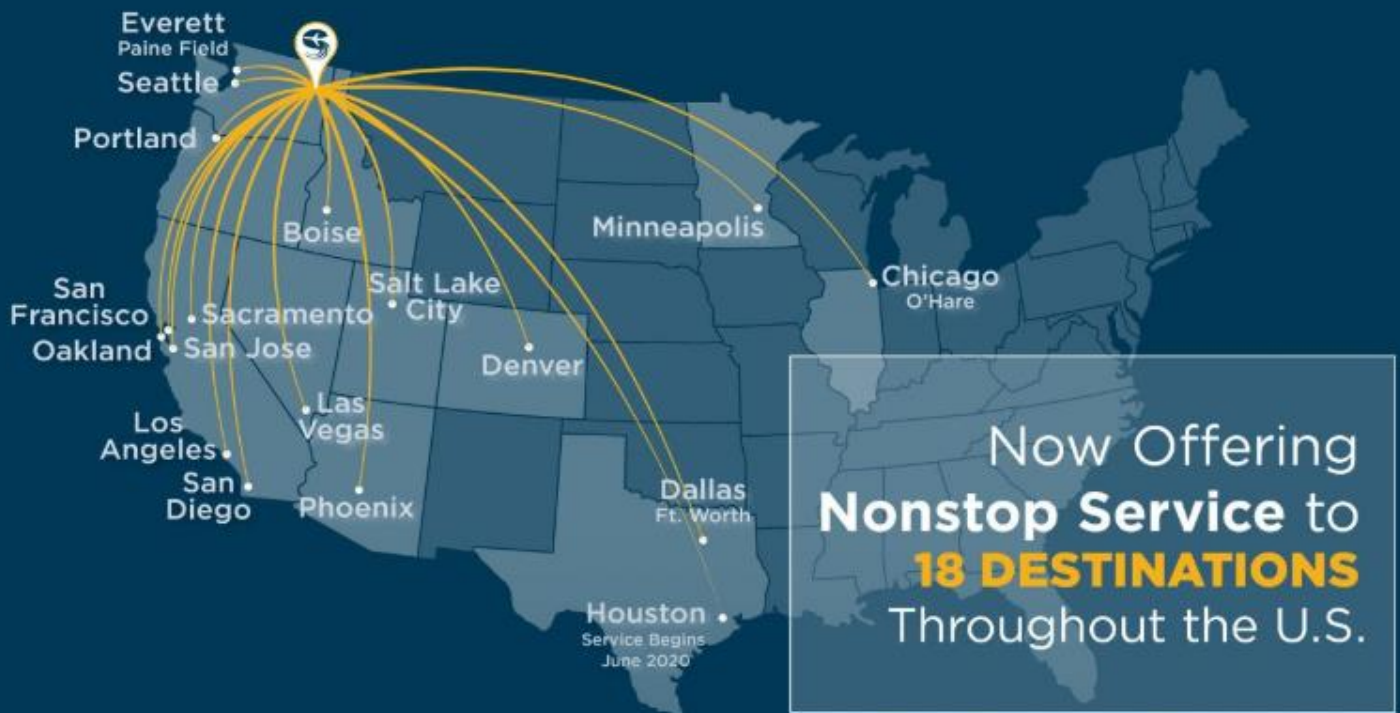 Everett
Paine Field
Seattle
Portland
Boise
Minneapolis
Chicago
O'Hare
Salt Lake
City
San
Francisco
Sacramento
Oakland
San Jose
Denver
Las
Vegas
Los
Angeles
San
Diego
Phoenix
Dallas
Ft. Worth
Houston
Service Begins
June 2020
Now Offering
Nonstop Service to
18 DESTINATIONS
Throughout the U.S.